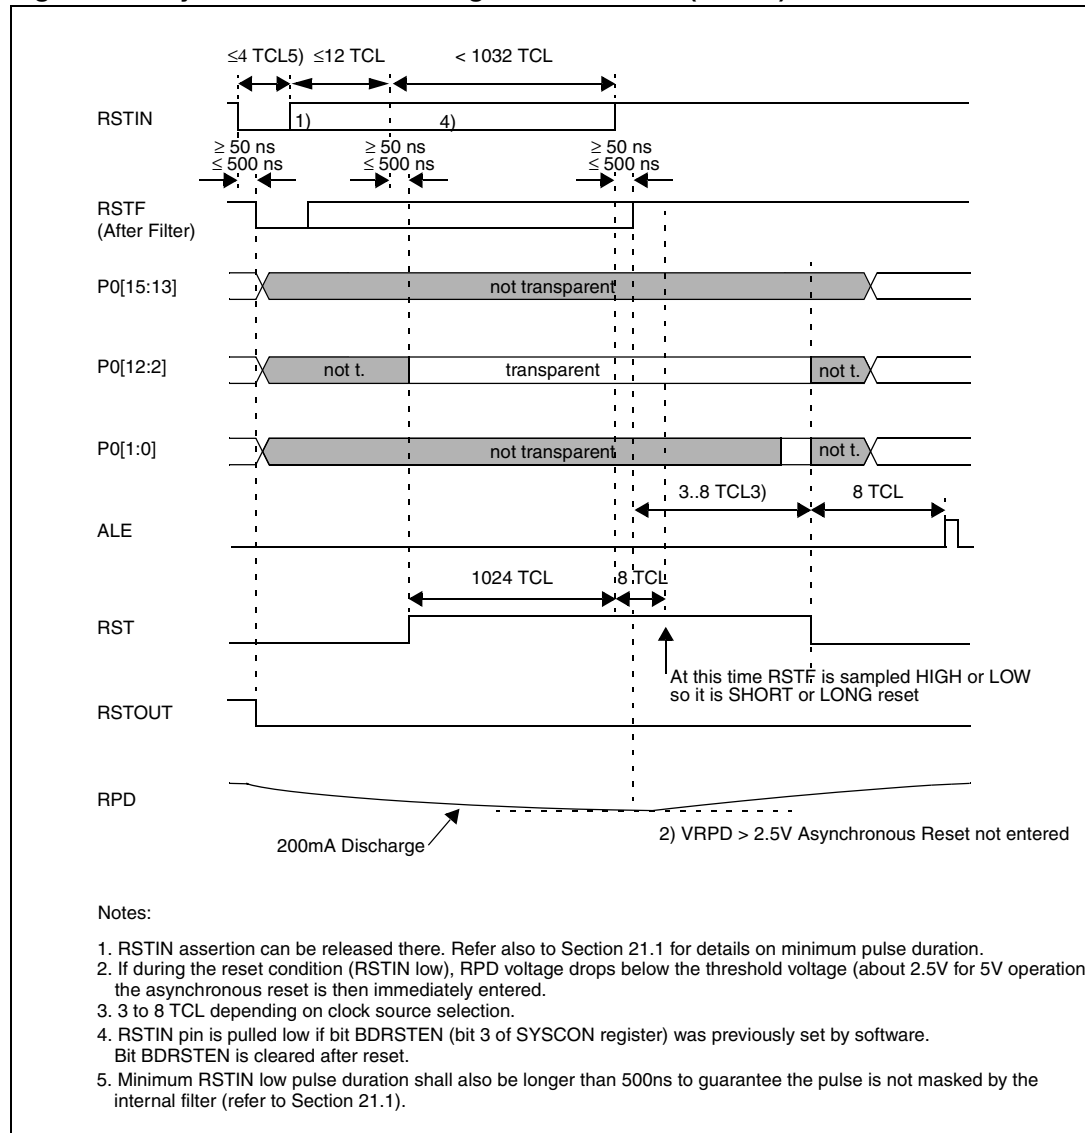 ≤4 TCL5) ≤12 TCL < 1032 TCL
RSTIN
1) 4)
≥ 50 ns ≥ 50 ns ≥ 50 ns
≤ 500 ns ≤ 500 ns ≤ 500 ns
RSTF
(After Filter)
P0[15:13] not transparent
P0[12:2] not t. transparent not t.
P0[1:0] not transparent not t.
3..8 TCL3) 8 TCL
ALE
1024 TCL 8 TCL
RST
At this time RSTF is sampled HIGH or LOW
so it is SHORT or LONG reset
RSTOUT
RPD
200mA Discharge
2) VRPD > 2.5V Asynchronous Reset not entered
Notes:
1. RSTIN assertion can be released there. Refer also to Section 21.1 for details on minimum pulse duration.
2. If during the reset condition (RSTIN low), RPD voltage drops below the threshold voltage (about 2.5V for 5V operation
the asynchronous reset is then immediately entered.
3. 3 to 8 TCL depending on clock source selection.
4. RSTIN pin is pulled low if bit BDRSTEN (bit 3 of SYSCON register) was previously set by software.
Bit BDRSTEN is cleared after reset.
5. Minimum RSTIN low pulse duration shall also be longer than 500ns to guarantee the pulse is not masked by the
internal filter (refer to Section 21.1).